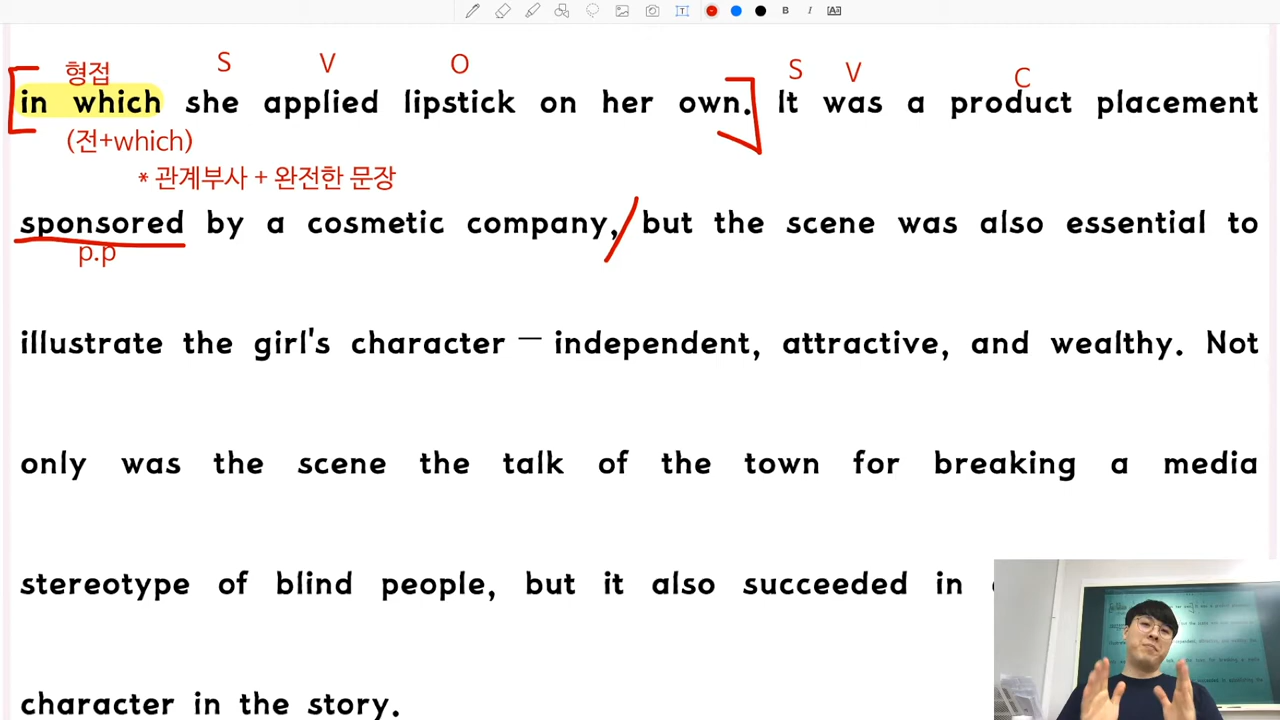 S V O S V C
형접
in which she applied lipstick on her own. It was a product placement
(전+which)
* 관계부사 + 완전한 문장
sponsored by a cosmetic company, but the scene was also essential to
p.p
illustrate the girl's character — independent, attractive, and wealthy. Not
only was the scene the talk of the town for breaking a media
stereotype of blind people, but it also succeeded in
character in the story.